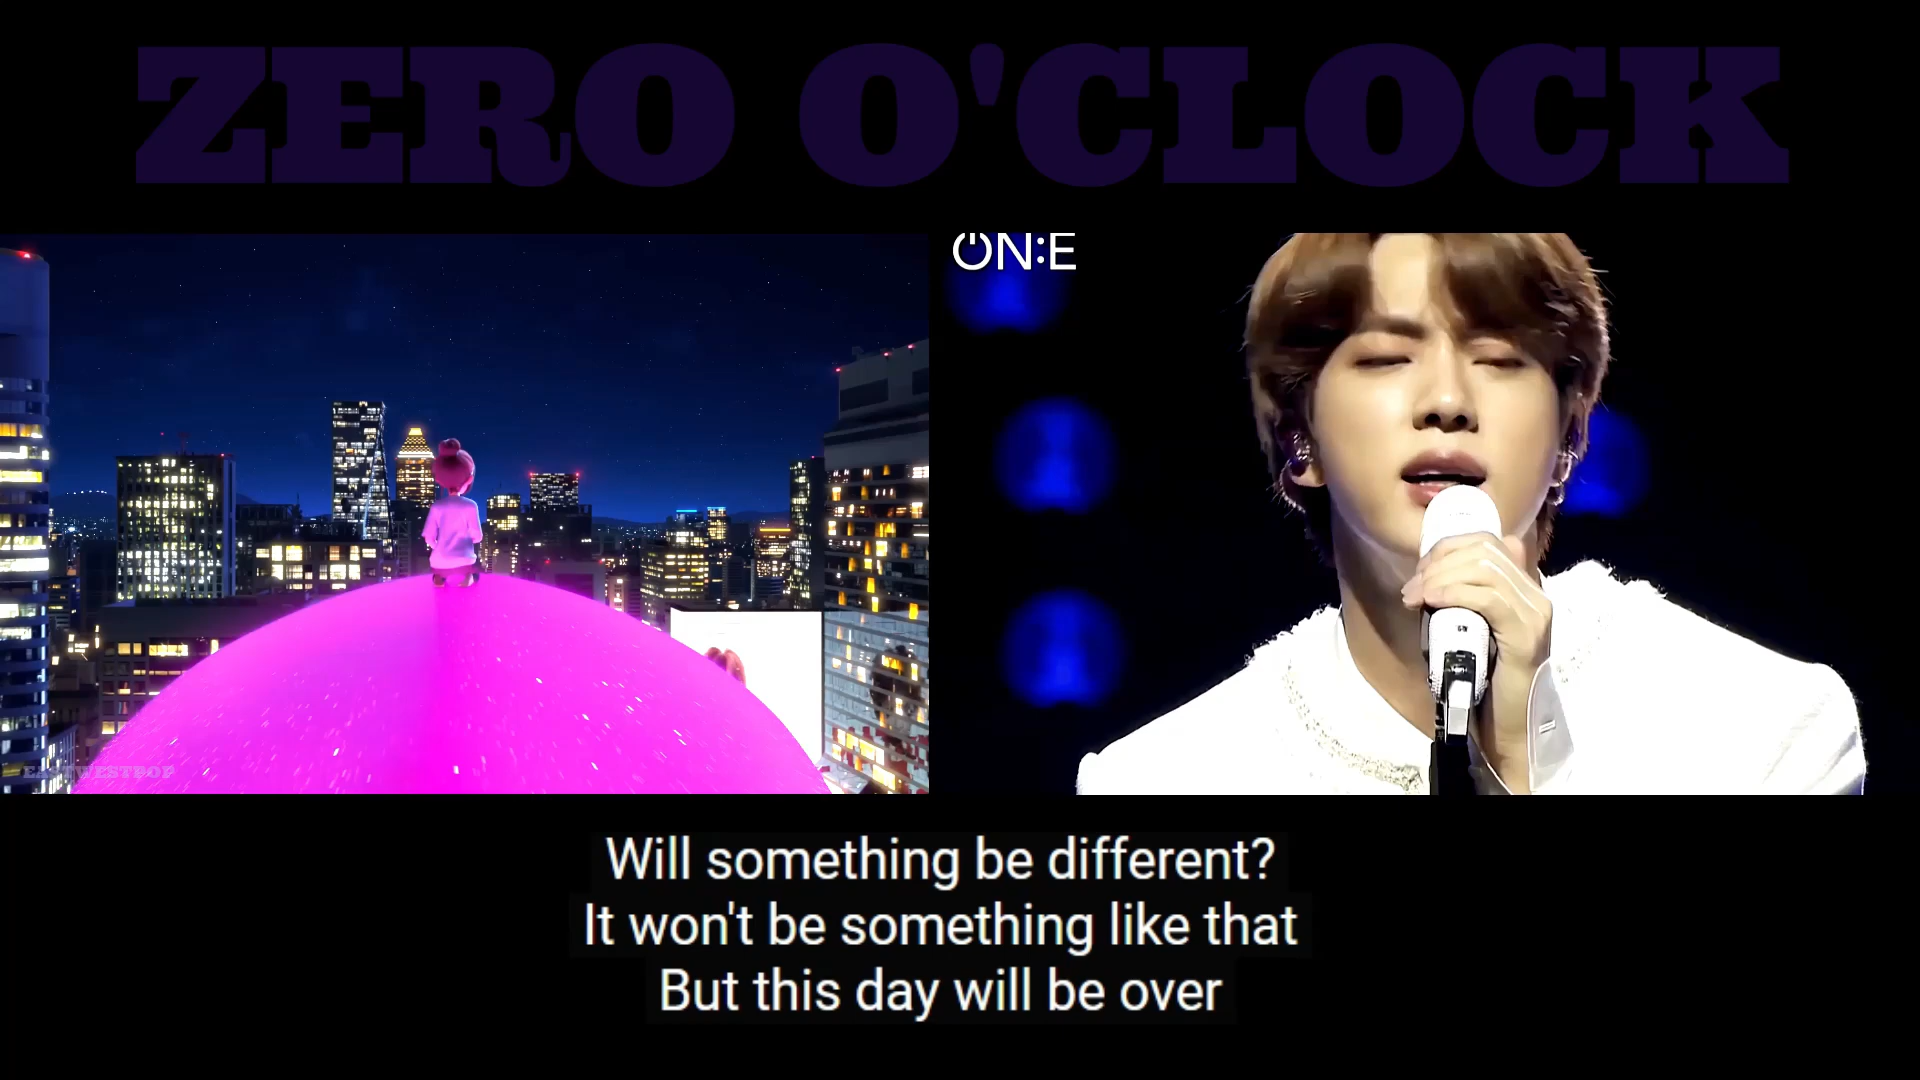 ZERO O'CLOCK
ON:E
EASTWESTBOP
Will something be different?
It won't be something like that
But this day will be over